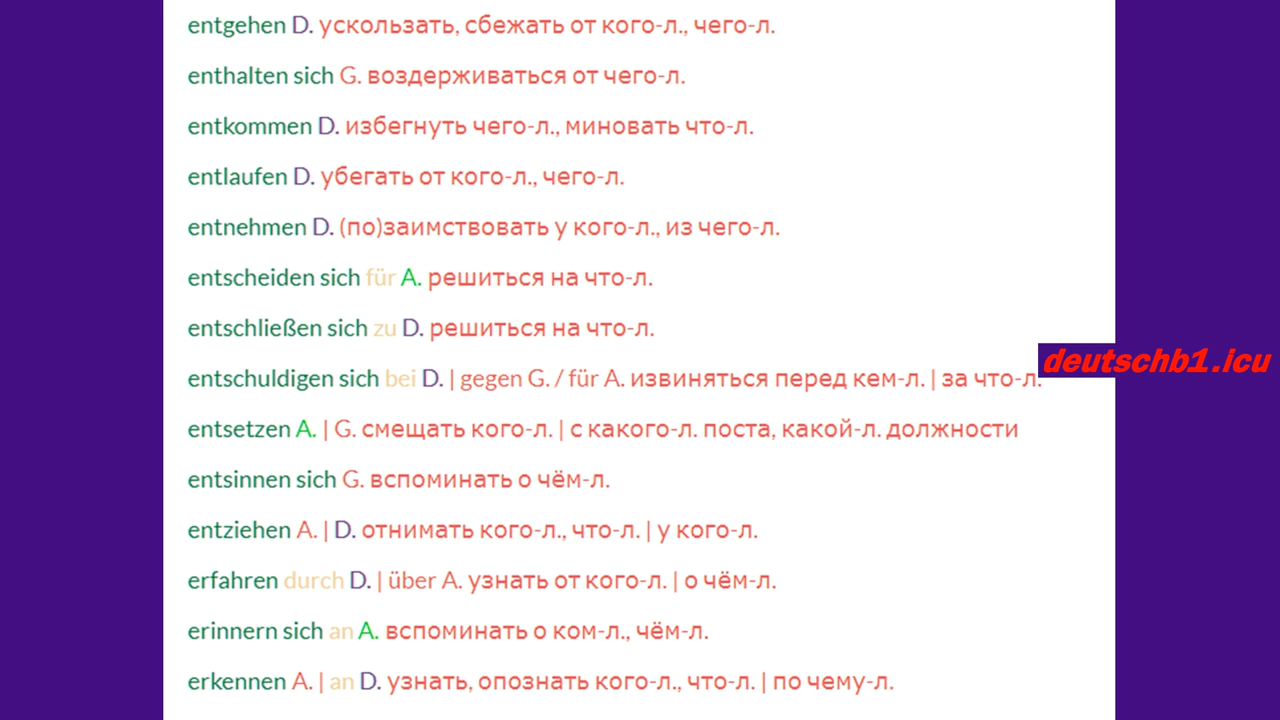 entgehen D. ускользать, сбежать от кого-л., чего-л.
enthalten sich G. воздерживаться от чего-л.
entkommen D. избегнуть чего-л., миновать что-л.
entlaufen D. убегать от кого-л., чего-л.
entnehmen D. (по)заимствовать у кого-л., из чего-л.
entscheiden sich für A. решиться на что-л.
entschließen sich zu D. решиться на что-л.
entschuldigen sich bei D. | gegen G. / für A. извиняться перед кем-л. | за что-л.
deutschb1.icu
entsetzen A. | G. смещать кого-л. | с какого-л. поста, какой-л. должности
entsinnen sich G. вспоминать о чём-л.
entziehen A. | D. отнимать кого-л., что-л. | у кого-л.
erfahren durch D. | über A. узнать от кого-л. | о чём-л.
erinnern sich an A. вспоминать о ком-л., чём-л.
erkennen A. | an D. узнать, опознать кого-л., что-л. | по чему-л.